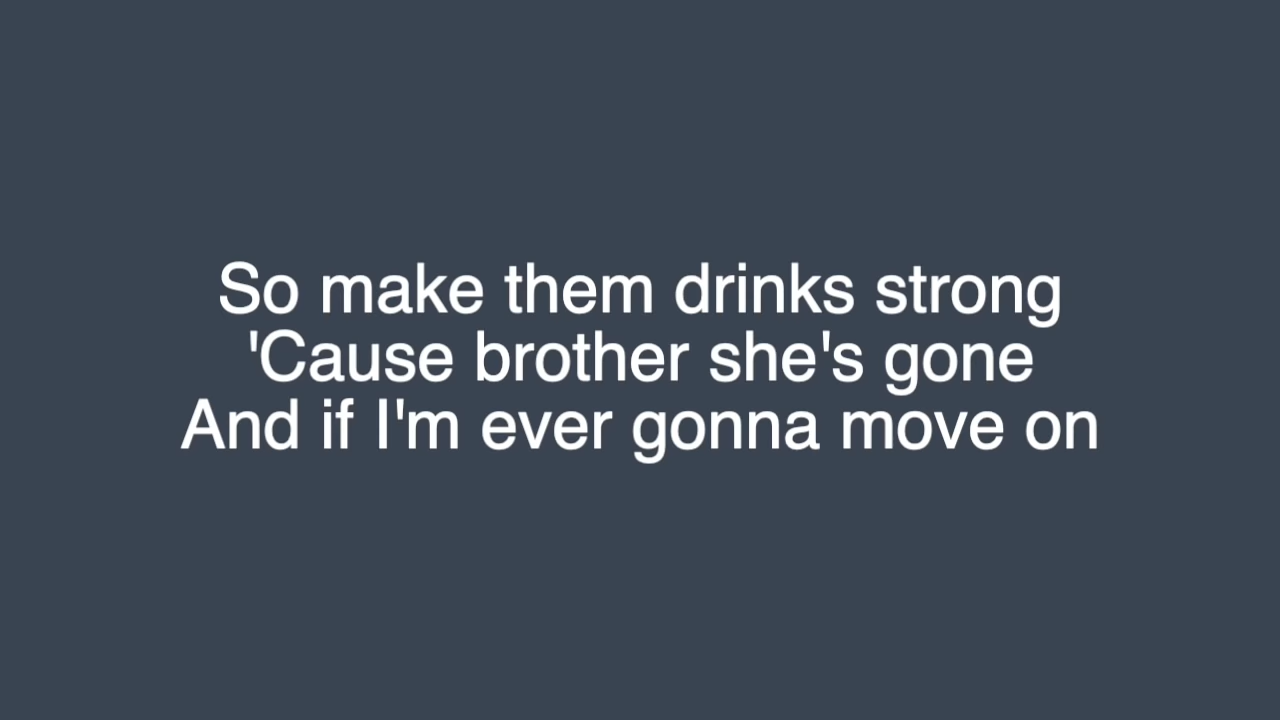 So make them drinks strong
'Cause brother she's gone
And if I'm ever gonna move on